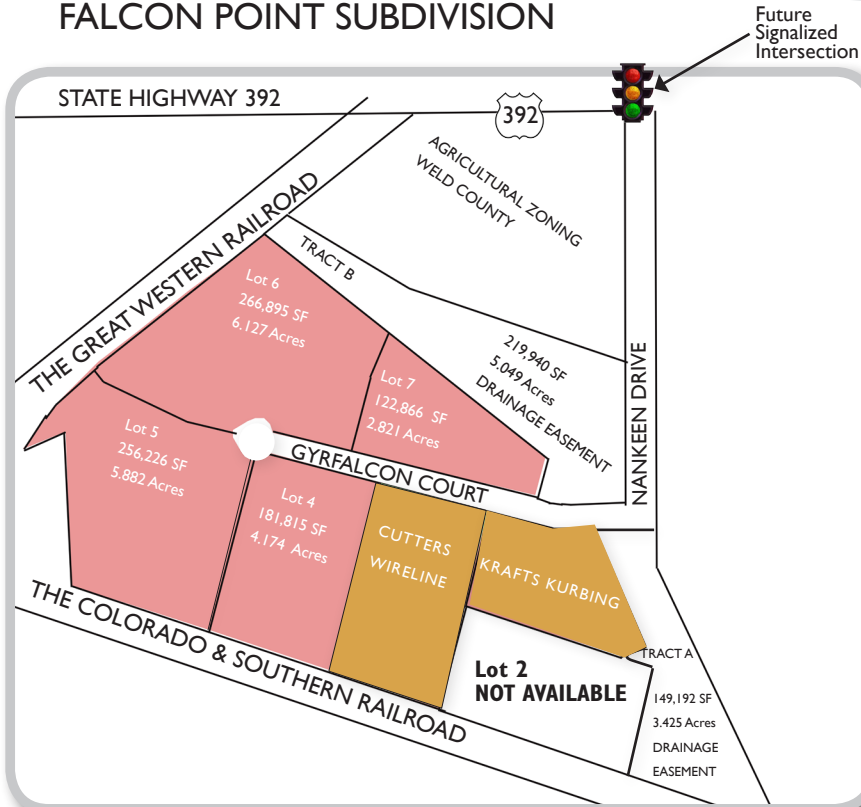 FALCON POINT SUBDIVISION
Future
Signalized
Intersection
STATE HIGHWAY 392
392
AGRICULTURAL ZONING
WELD COUNTY
THE GREAT WESTERN RAILROAD
TRACT B
Lot 6
266,895 SF
6.127 Acres
219,940 SF
5.049 Acres
DRAINAGE EASEMENT
NANKEEN DRIVE
Lot 7
122,866 SF
2.821 Acres
Lot 5
256,226 SF
5.882 Acres
GYRFALCON COURT
Lot 4
181,815 SF
4.174 Acres
CUTTERS
WIRELINE
KRAFTS KURBING
THE COLORADO & SOUTHERN RAILROAD
Lot 2
NOT AVAILABLE
TRACT A
149,192 SF
3.425 Acres
DRAINAGE
EASEMENT